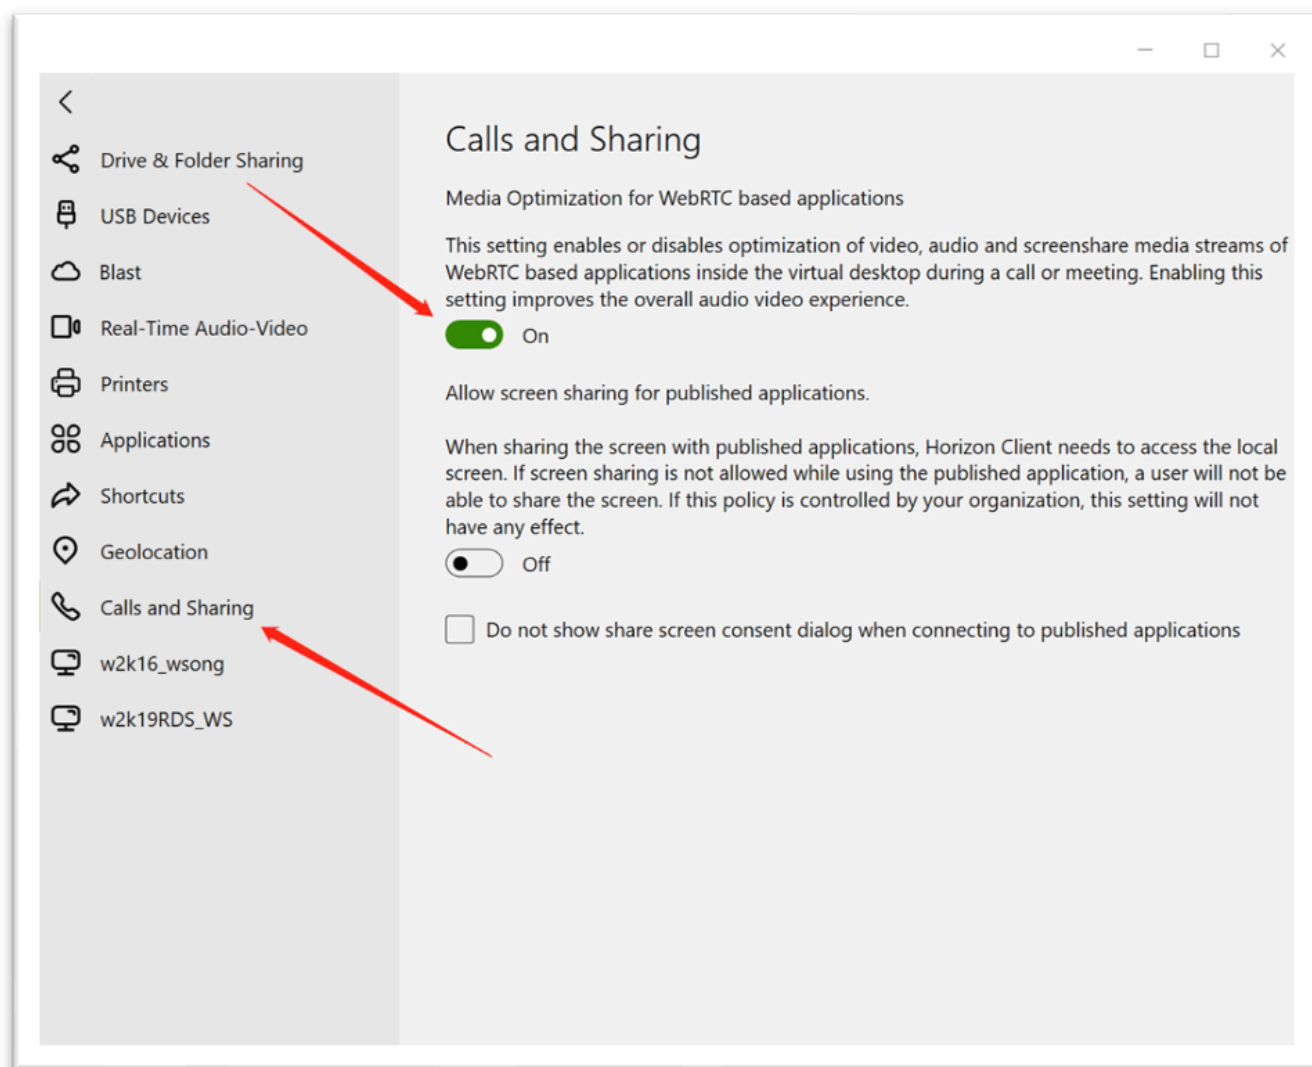 Drive & Folder Sharing
USB Devices
Blast
Real-Time Audio-Video
Printers
Applications
Shortcuts
Geolocation
Calls and Sharing
w2k16_wsong
w2k19RDS_WS
Calls and Sharing
Media Optimization for WebRTC based applications
This setting enables or disables optimization of video, audio and screenshare media streams of
WebRTC based applications inside the virtual desktop during a call or meeting. Enabling this
setting improves the overall audio video experience.
On
Allow screen sharing for published applications.
When sharing the screen with published applications, Horizon Client needs to access the local
screen. If screen sharing is not allowed while using the published application, a user will not be
able to share the screen. If this policy is controlled by your organization, this setting will not
have any effect.
Off
Do not show share screen consent dialog when connecting to published applications